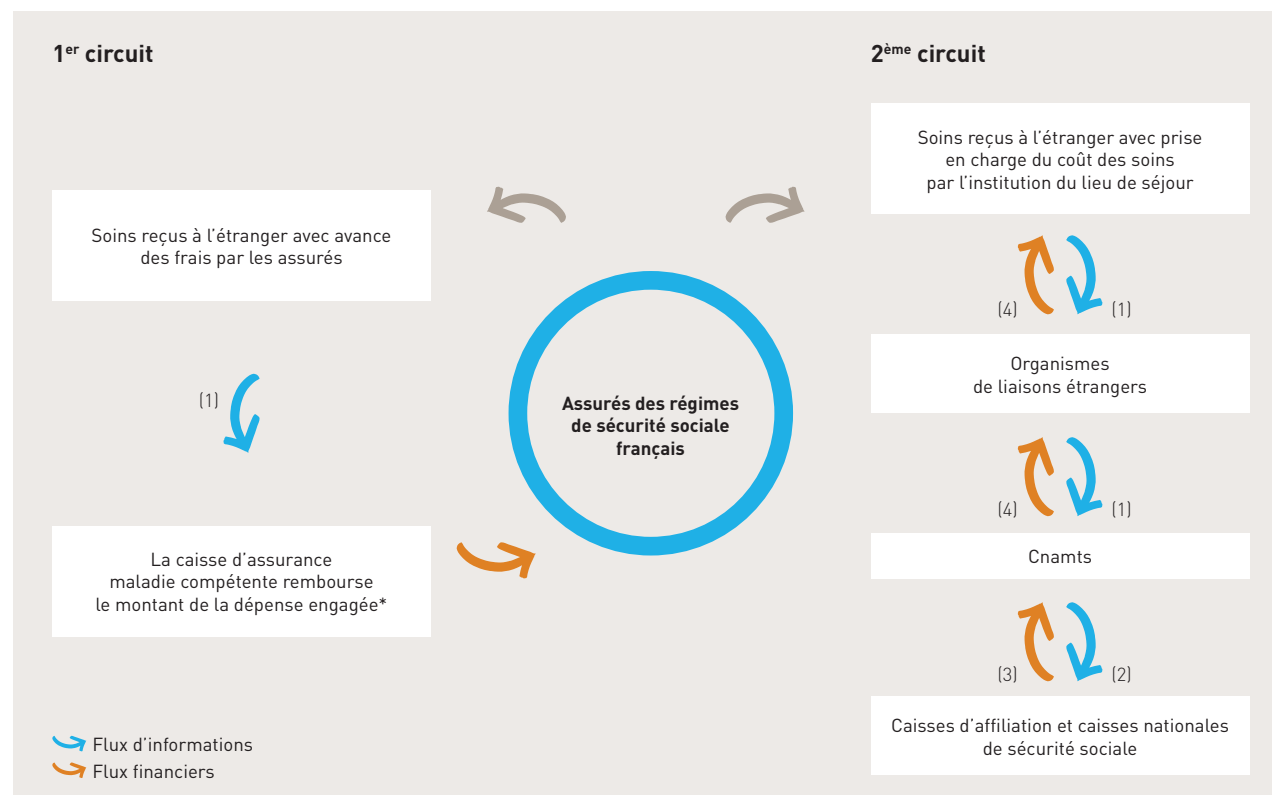 1er circuit
2ème circuit
Soins reçus à l'étranger avec prise
en charge du coût des soins
par l'institution du lieu de séjour
Soins reçus à l'étranger avec avance
des frais par les assurés
(4)
(1)
Organismes
de liaisons étrangers
(1)
Assurés des régimes
de sécurité sociale
français
(4)
(1)
La caisse d'assurance
maladie compétente rembourse
le montant de la dépense engagée*
Cnamts
(3)
(2)
Caisses d'affiliation et caisses nationales
de sécurité sociale
Flux d'informations
Flux financiers